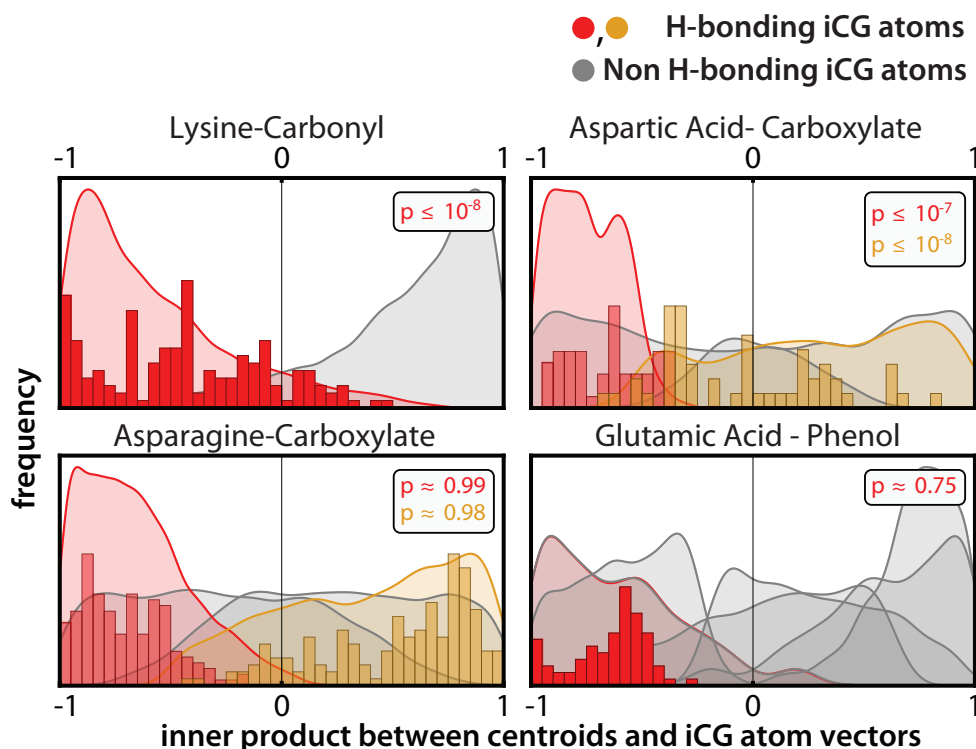 H-bonding iCG atoms
Non H-bonding iCG atoms
Lysine-Carbonyl
Aspartic Acid- Carboxylate
-1 0 1
-1 0 1
p ≤ 10⁻⁸
p ≤ 10⁻⁷
p ≤ 10⁻⁸
frequency
Asparagine-Carboxylate
Glutamic Acid - Phenol
p ≈ 0.99
p ≈ 0.98
p ≈ 0.75
-1 0 1
-1 0 1
inner product between centroids and iCG atom vectors